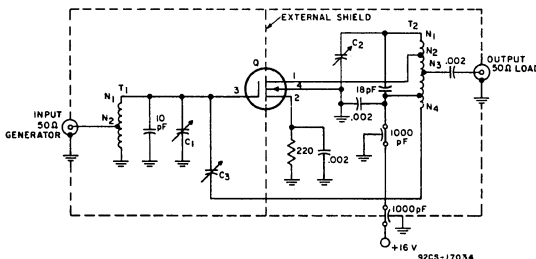 EXTERNAL SHIELD
T2
N1
C2
N2
Q
N3
.002
OUTPUT
50Ω LOAD
1
4
T1
3
18pF
N1
2
INPUT
50Ω
GENERATOR
N2
10
pF
C1
.002
N4
1000
pF
C3
220
.002
1000pF
+16 V
92CS-17034